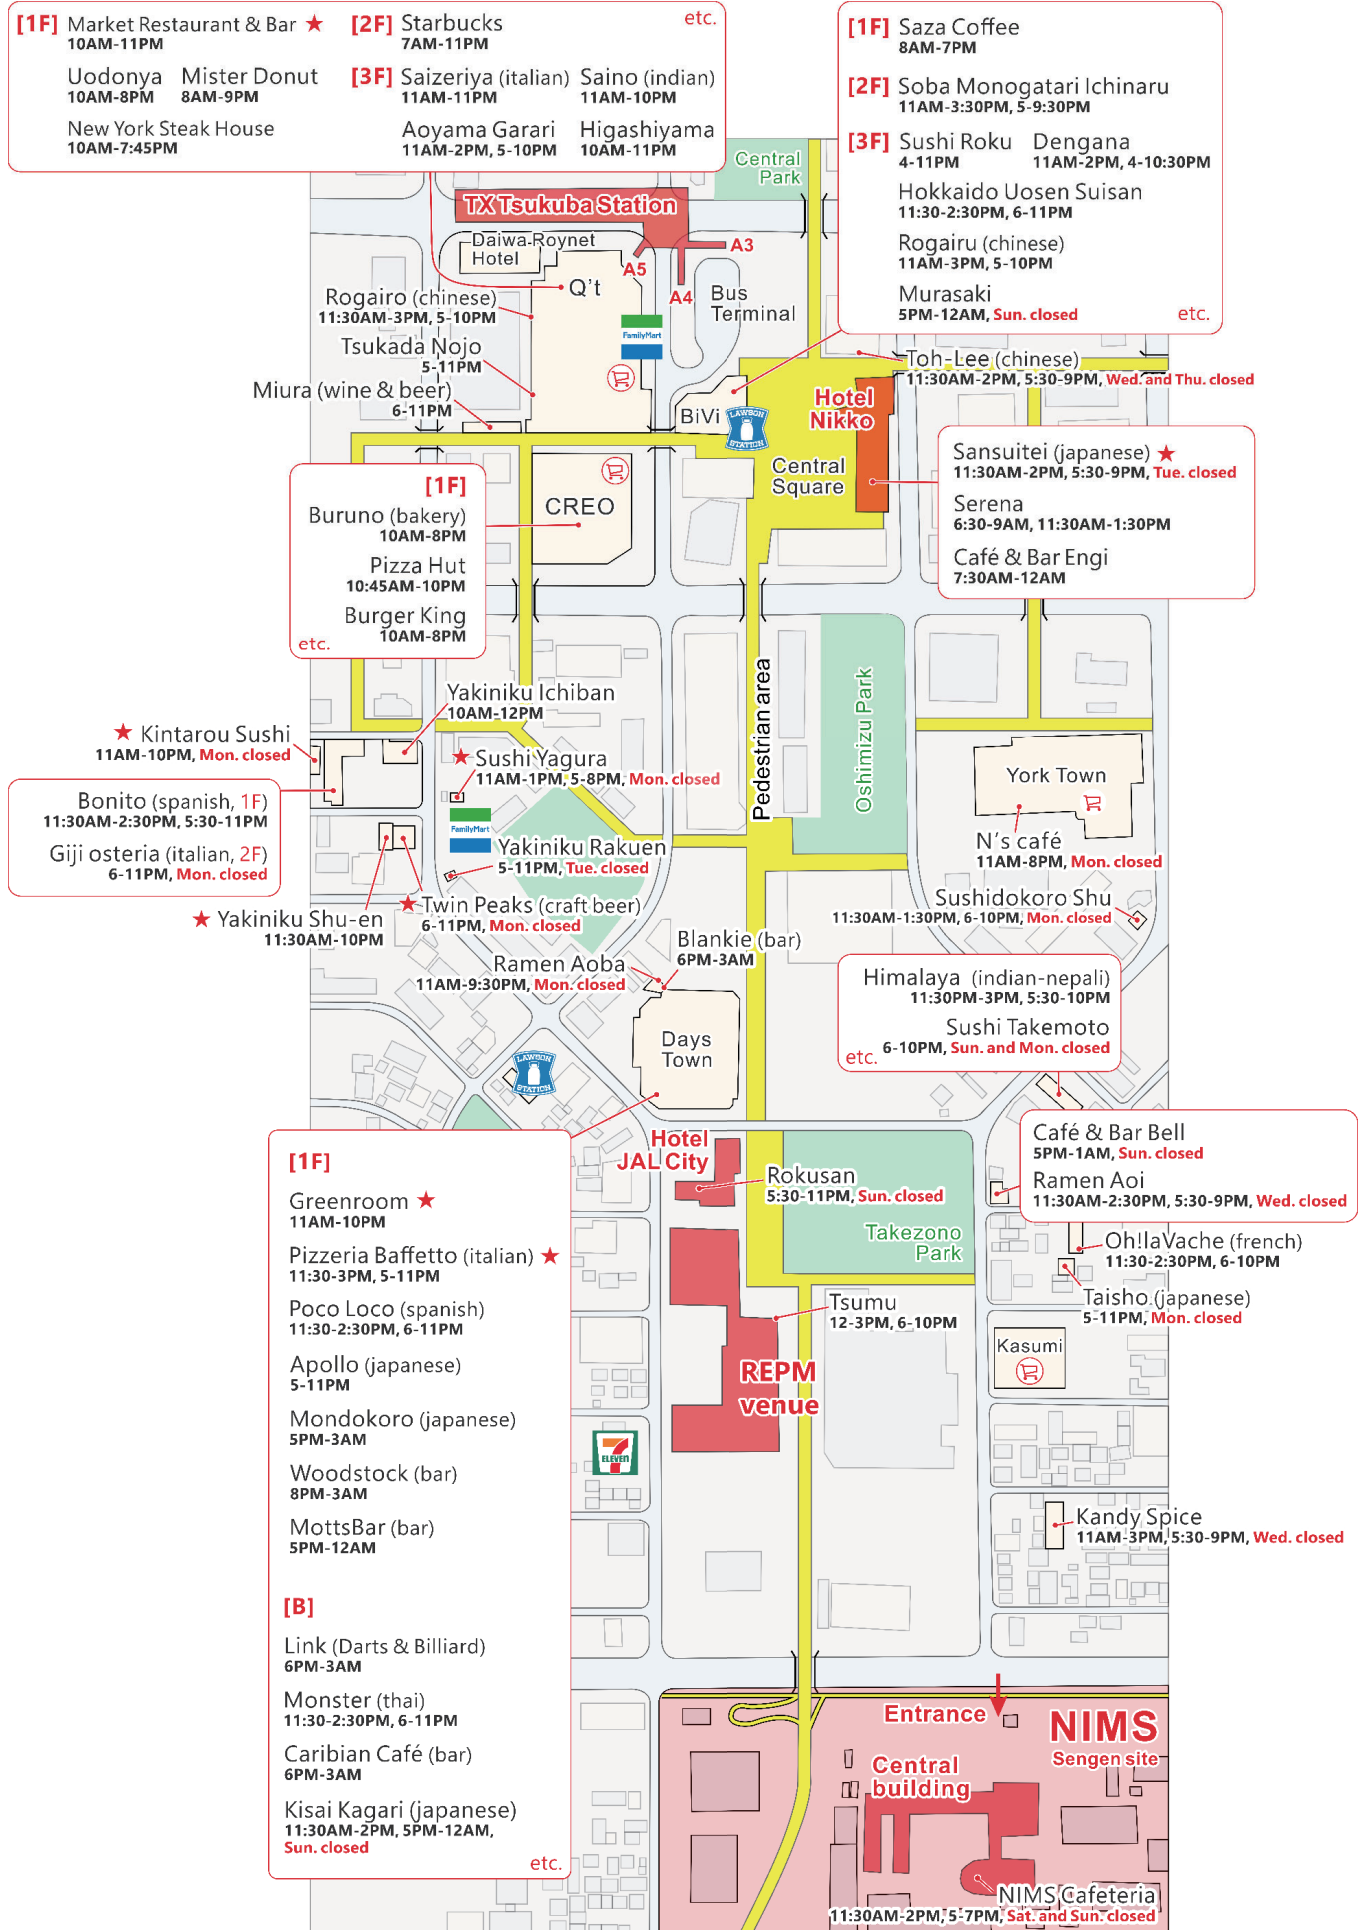 [1F] Market Restaurant & Bar ★
10AM-11PM
Uodonya Mister Donut
10AM-8PM 8AM-9PM
New York Steak House
10AM-7:45PM
[2F] Starbucks
7AM-11PM
etc.
[3F] Saizeriya (italian) Saino (indian)
11AM-11PM 11AM-10PM
Aoyama Garari Higashiyama
11AM-2PM, 5-10PM 10AM-11PM
[1F] Saza Coffee
8AM-7PM
[2F] Soba Monogatari Ichinaru
11AM-3:30PM, 5-9:30PM
[3F] Sushi Roku Dengana
4-11PM 11AM-2PM, 4-10:30PM
Hokkaido Uosen Suisan
11:30-2:30PM, 6-11PM
Rogairu (chinese)
11AM-3PM, 5-10PM
Murasaki
5PM-12AM, Sun. closed
etc.
Central
Park
TX Tsukuba Station
Daiwa Roynet
Hotel
A5
A3
A4
Q't
Bus
Terminal
Rogairo (chinese)
11:30AM-3PM, 5-10PM
FamilyMart
Tsukada Nojo
5-11PM
Miura (wine & beer)
6-11PM
Toh-Lee (chinese)
11:30AM-2PM, 5:30-9PM, Wed. and Thu. closed
BiVi
LAWSON
STATION
Hotel
Nikko
Central
Square
Sansuitei (japanese) ★
11:30AM-2PM, 5:30-9PM, Tue. closed
Serena
6:30-9AM, 11:30AM-1:30PM
Café & Bar Engi
7:30AM-12AM
[1F]
Buruno (bakery)
10AM-8PM
Pizza Hut
10:45AM-10PM
Burger King
10AM-8PM
etc.
CREO
Pedestrian area
Oshimizu Park
Yakiniku Ichiban
10AM-12PM
★ Kintarou Sushi
11AM-10PM, Mon. closed
★ Sushi Yagura
11AM-1PM, 5-8PM, Mon. closed
Bonito (spanish, 1F)
11:30AM-2:30PM, 5:30-11PM
Giji osteria (italian, 2F)
6-11PM, Mon. closed
FamilyMart
Yakiniku Rakuen
5-11PM, Tue. closed
York Town
N's café
11AM-8PM, Mon. closed
★ Yakiniku Shu-en
11:30AM-10PM
★ Twin Peaks (craft beer)
6-11PM, Mon. closed
Sushidokoro Shu
11:30AM-1:30PM, 6-10PM, Mon. closed
Blankie (bar)
6PM-3AM
Ramen Aoba
11AM-9:30PM, Mon. closed
Himalaya (indian-nepali)
11:30PM-3PM, 5:30-10PM
Sushi Takemoto
6-10PM, Sun. and Mon. closed
etc.
Days
Town
LAWSON
STATION
Hotel
JAL City
Rokusan
5:30-11PM, Sun. closed
Café & Bar Bell
5PM-1AM, Sun. closed
Ramen Aoi
11:30AM-2:30PM, 5:30-9PM, Wed. closed
Takezono
Park
Oh!laVache (french)
11:30-2:30PM, 6-10PM
Taisho (japanese)
5-11PM, Mon. closed
Tsumu
12-3PM, 6-10PM
Kasumi
REPM
venue
7
ELEVEN
Kandy Spice
11AM-3PM, 5:30-9PM, Wed. closed
[1F]
Greenroom ★
11AM-10PM
Pizzeria Baffetto (italian) ★
11:30-3PM, 5-11PM
Poco Loco (spanish)
11:30-2:30PM, 6-11PM
Apollo (japanese)
5-11PM
Mondokoro (japanese)
5PM-3AM
Woodstock (bar)
8PM-3AM
MottsBar (bar)
5PM-12AM
[B]
Link (Darts & Billiard)
6PM-3AM
Monster (thai)
11:30-2:30PM, 6-11PM
Caribian Café (bar)
6PM-3AM
Kisai Kagari (japanese)
11:30AM-2PM, 5PM-12AM,
Sun. closed
etc.
Entrance
NIMS
Sengen site
Central
building
NIMS Cafeteria
11:30AM-2PM, 5-7PM, Sat. and Sun. closed